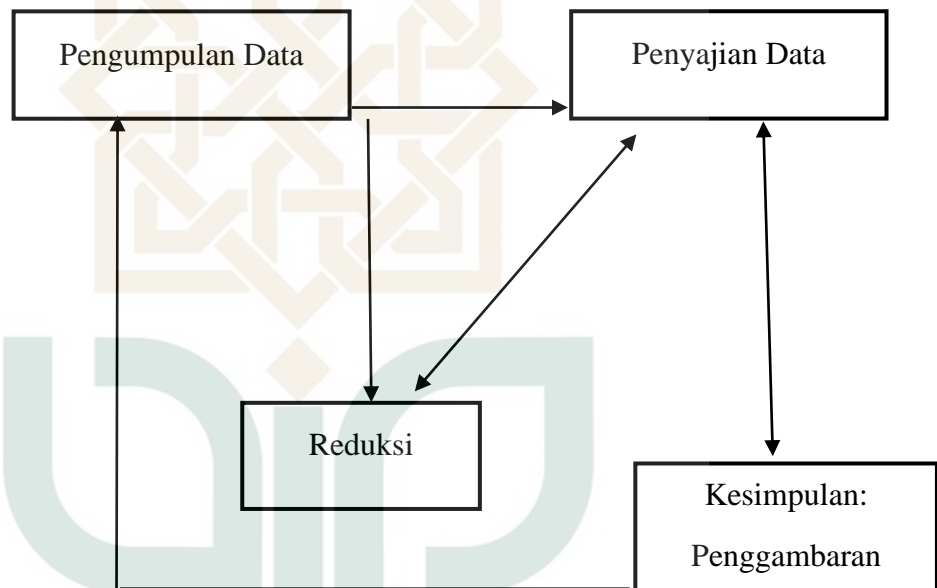 Pengumpulan Data
Penyajian Data
Reduksi
Kesimpulan:
Penggambaran